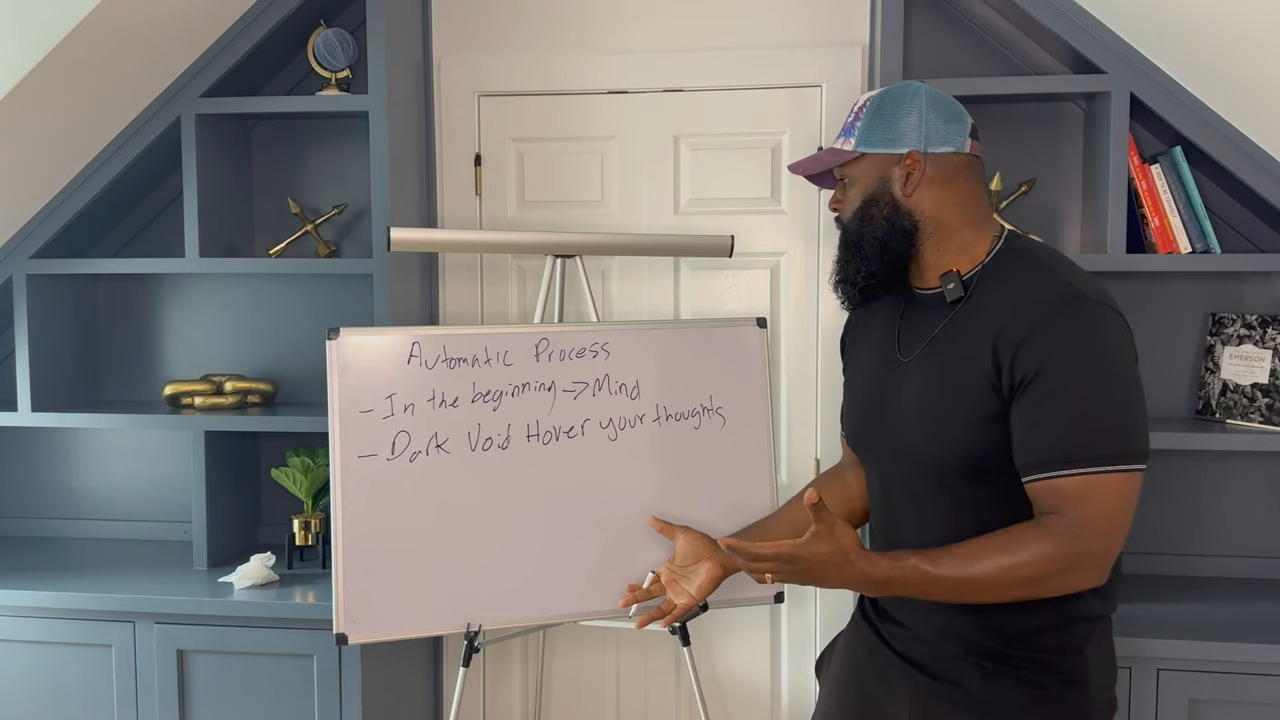 Automatic Process
- In the beginning → Mind
- Dark Void Hover your thoughts
EMERSON